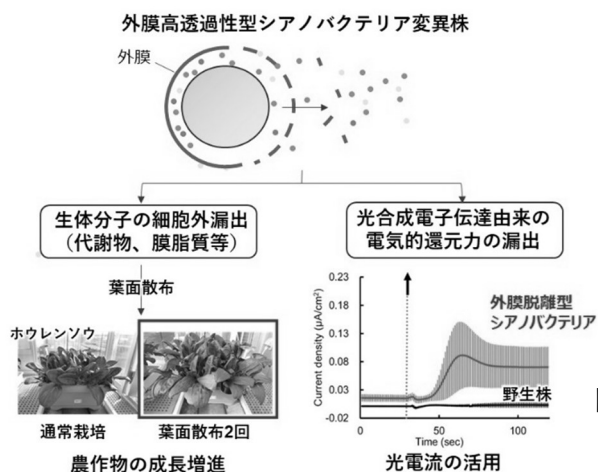 外膜高透過性型シアノバクテリア変異株
外膜
生体分子の細胞外漏出
（代謝物、膜脂質等）
光合成電子伝達由来の
電気的還元力の漏出
葉面散布
ホウレンソウ
通常栽培
葉面散布2回
農作物の成長増進
Current density (μA/cm²)
0.23
0.18
0.13
0.08
0.03
-0.02
外膜脱離型
シアノバクテリア
野生株
0
50
100
Time (sec)
光電流の活用